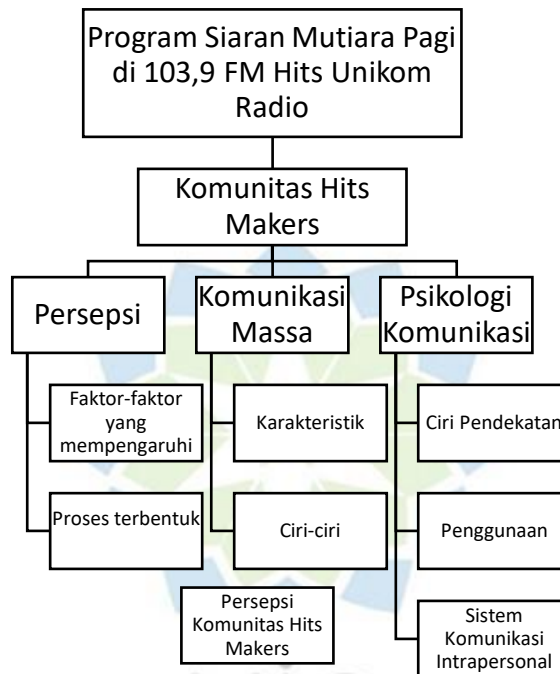 Program Siaran Mutiara Pagi
di 103,9 FM Hits Unikom
Radio
Komunitas Hits
Makers
Persepsi
Komunikasi
Massa
Psikologi
Komunikasi
Faktor-faktor
yang
mempengaruhi
Karakteristik
Ciri Pendekatan
Proses terbentuk
Ciri-ciri
Penggunaan
Persepsi
Komunitas Hits
Makers
Sistem
Komunikasi
Intrapersonal